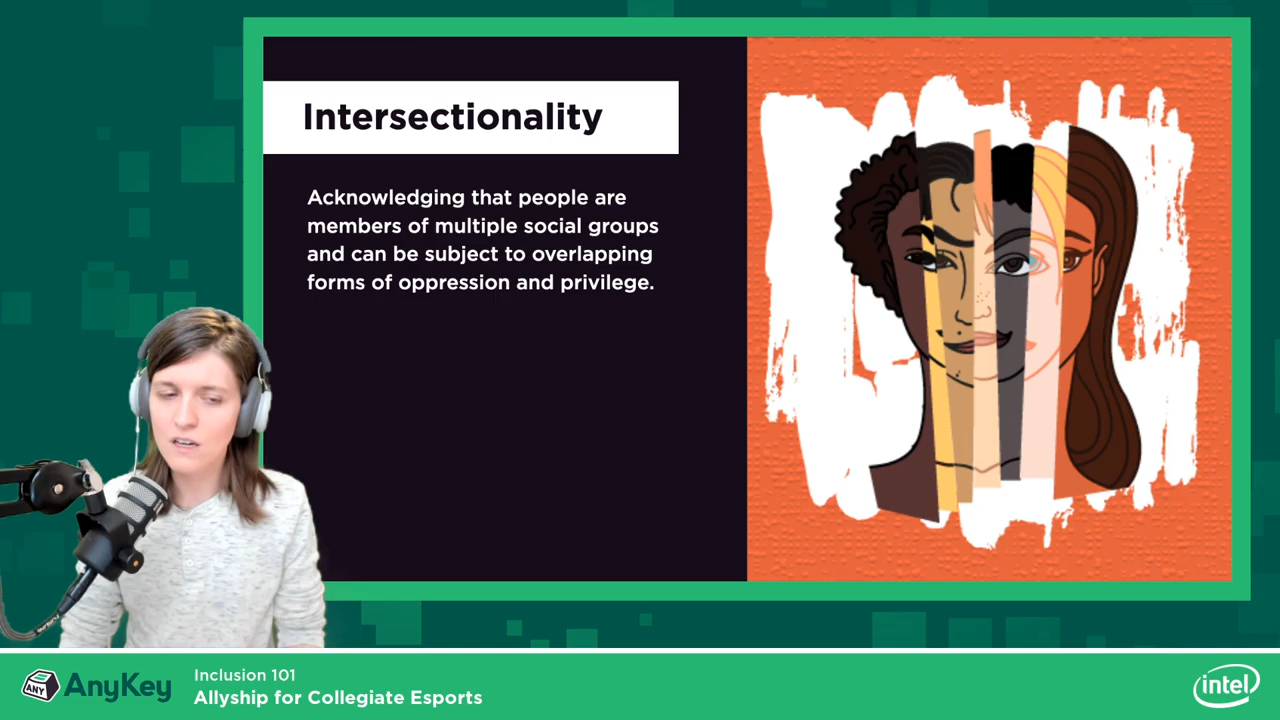 Intersectionality
Acknowledging that people are
members of multiple social groups
and can be subject to overlapping
forms of oppression and privilege.
ANY
AnyKey
Inclusion 101
Allyship for Collegiate Esports
intel